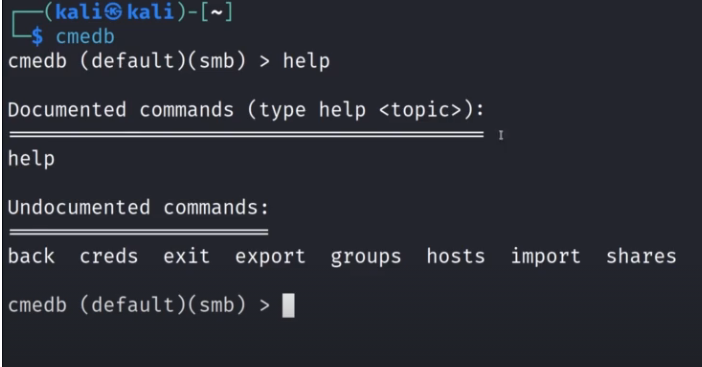 ┌──(kali㉿kali)-[~]
└─$ cmedb
cmedb (default)(smb) > help
Documented commands (type help <topic>):
========================================
help
Undocumented commands:
======================
back creds exit export groups hosts import shares
cmedb (default)(smb) >